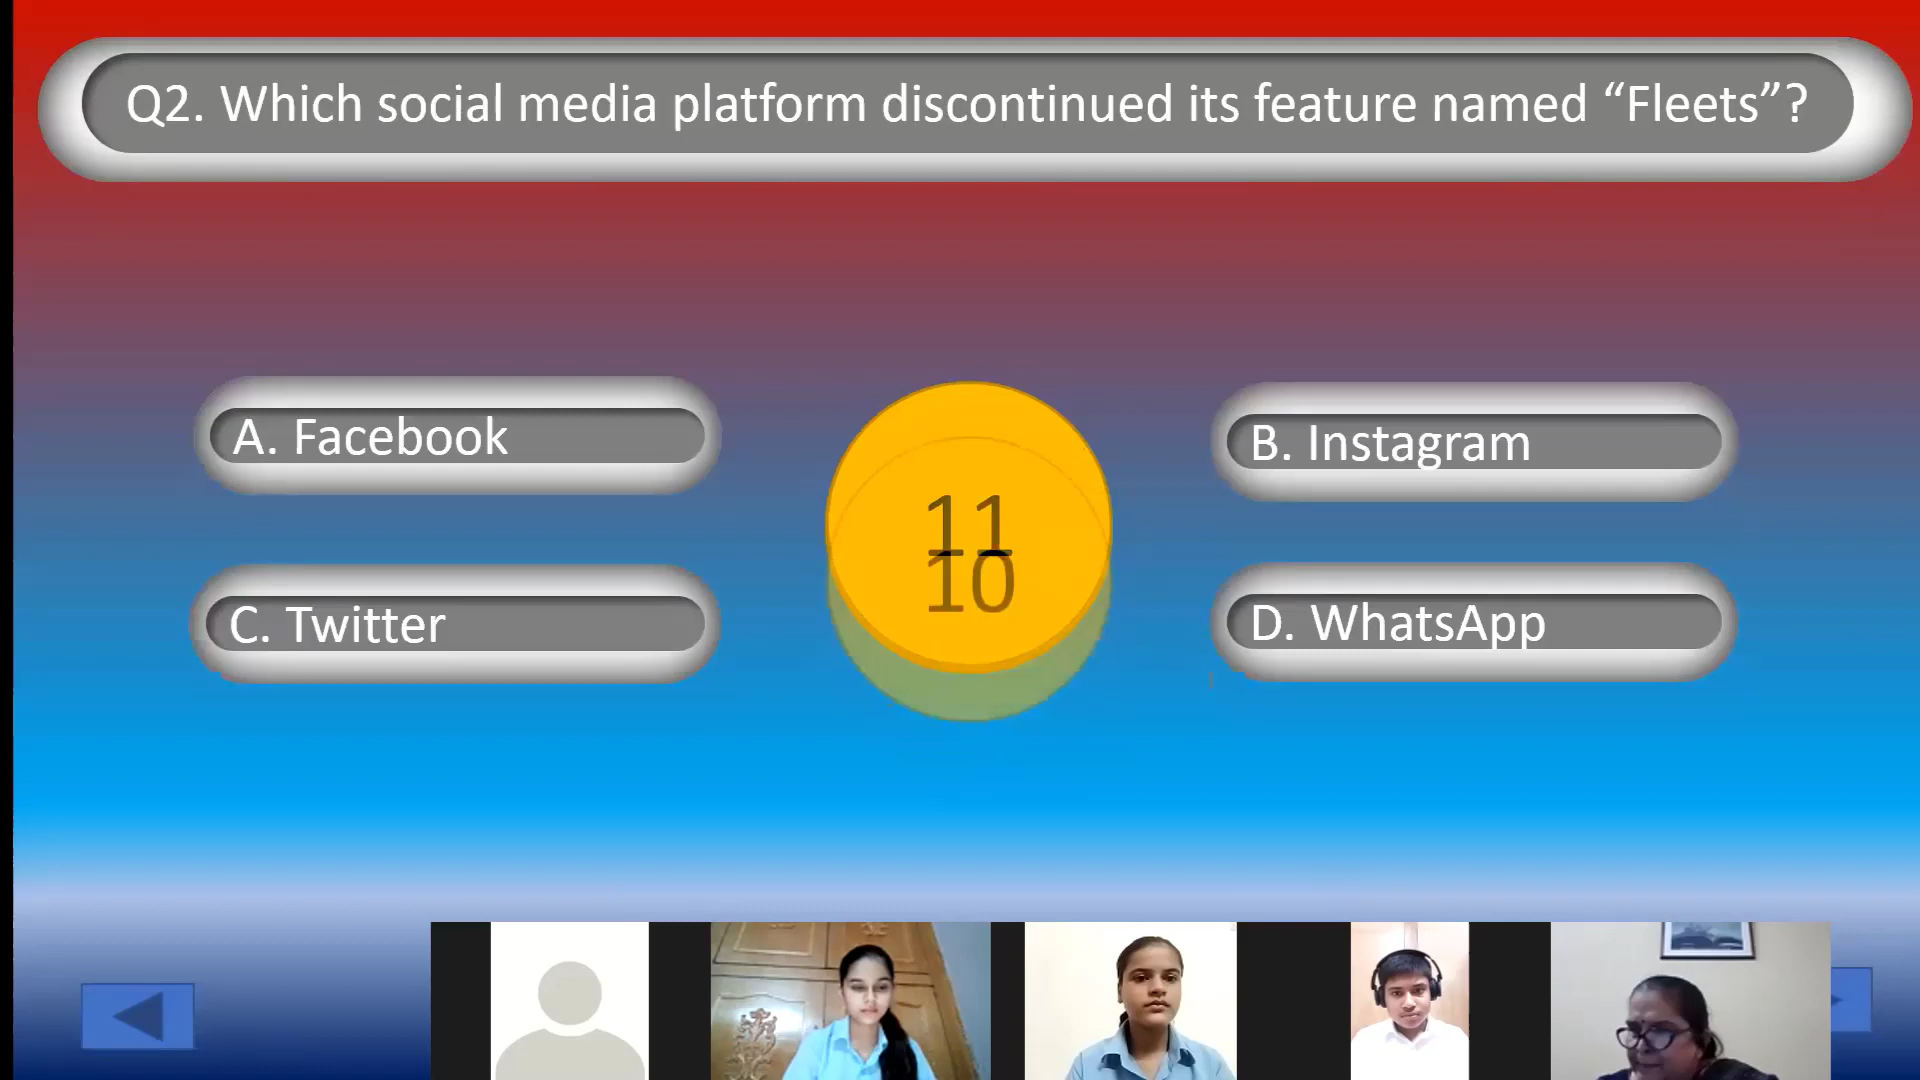 Q2. Which social media platform discontinued its feature named “Fleets”?
A. Facebook
B. Instagram
11
10
C. Twitter
D. WhatsApp